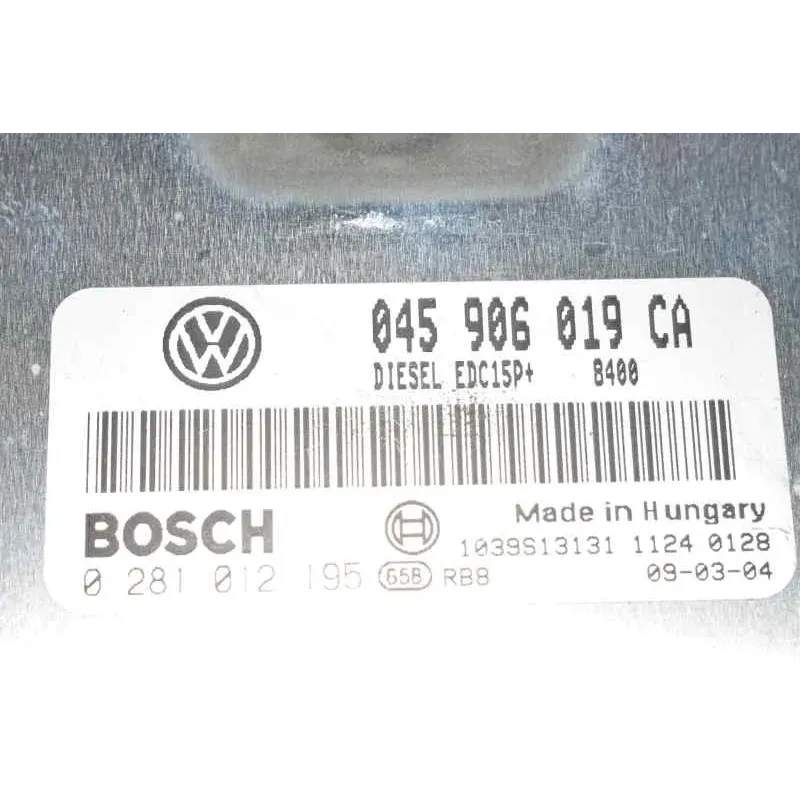 045 906 019 CA
DIESEL EDC15P+ 8400
BOSCH
Made in Hungary
1039S13131 1124 0128
0 281 012 195 G5B RB8 09-03-04